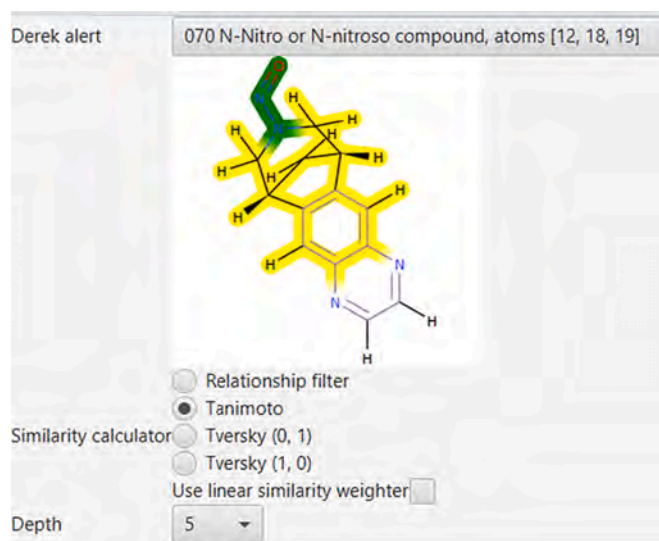 Derek alert
070 N-Nitro or N-nitroso compound, atoms [12, 18, 19]
O
N
H
N
H
H
H
H
H
H
H
H
H
N
N
H
H
Relationship filter
Tanimoto
Similarity calculator
Tversky (0, 1)
Tversky (1, 0)
Use linear similarity weighter
Depth
5